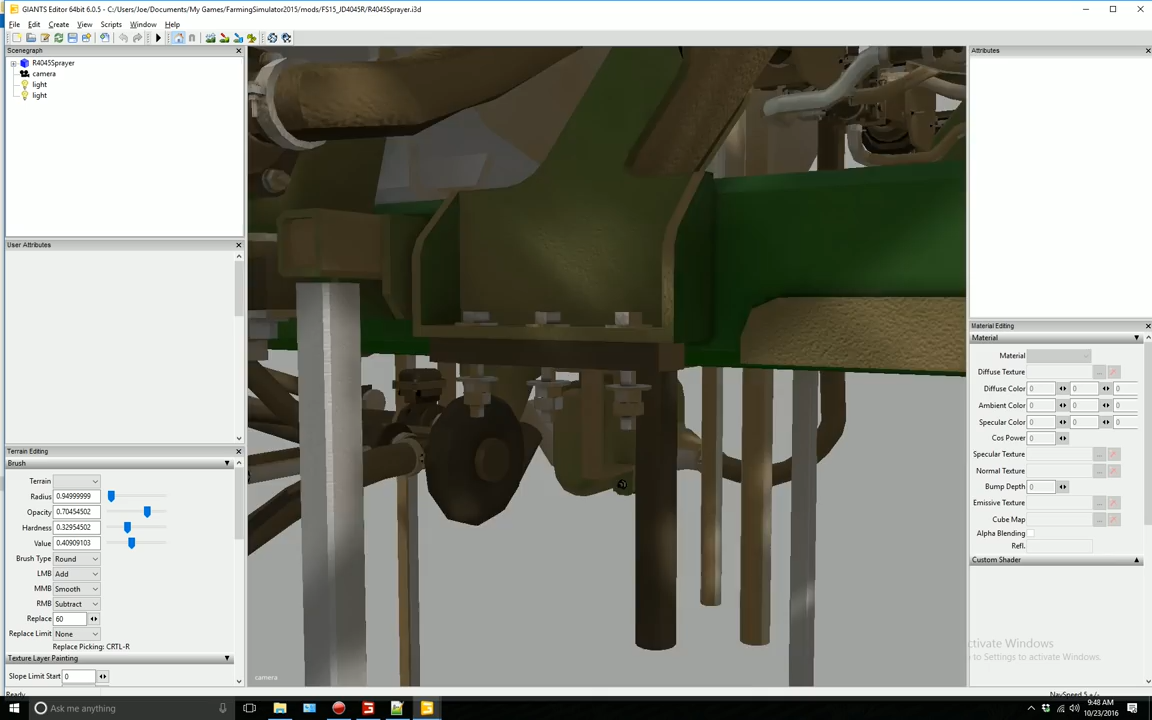 GIANTS Editor 64bit 6.0.5 - C:/Users/Joe/Documents/My Games/FarmingSimulator2015/mods/FS15_JD4045R/R4045Sprayer.i3d
File Edit Create View Scripts Window Help
Scenegraph
R4045Sprayer
camera
light
light
User Attributes
Terrain Editing
Brush
Terrain
Radius 0.94999999
Opacity 0.70454502
Hardness 0.32954502
Value 0.40909103
Brush Type Round
LMB Add
MMB Smooth
RMB Subtract
Replace 60
Replace Limit None
Replace Picking: CRTL-R
Texture Layer Painting
Slope Limit Start 0
Ready
camera
Attributes
Material Editing
Material
Material
Diffuse Texture ...
Diffuse Color 0 0 0
Ambient Color 0 0 0
Specular Color 0 0 0
Cos Power 0
Specular Texture ...
Normal Texture ...
Bump Depth 0
Emissive Texture ...
Cube Map ...
Alpha Blending
Refl.
Custom Shader
ctivate Windows
to Settings to activate Windows.
NavSpeed 5 +/-
Ask me anything
9:48 AM
10/23/2016